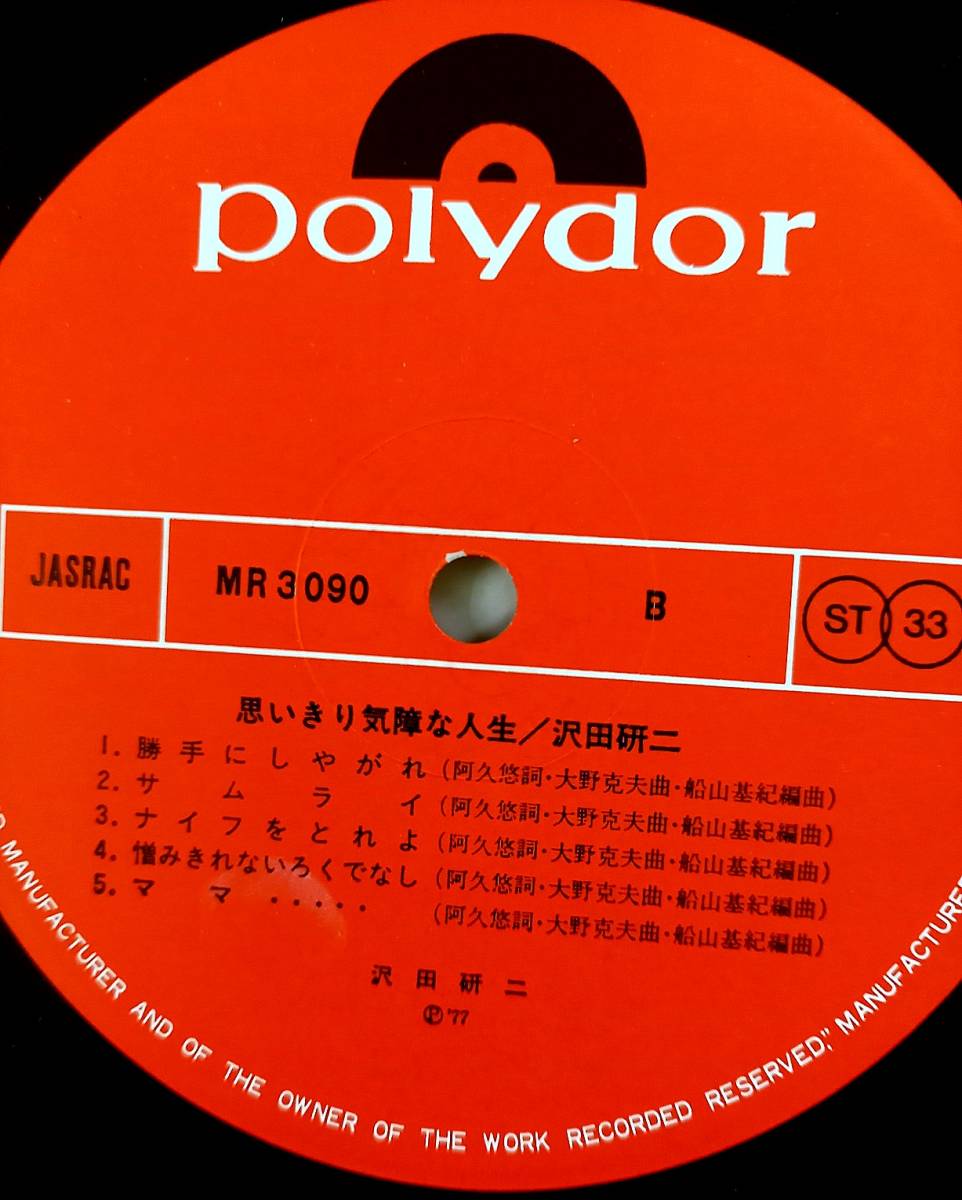 polydor
JASRAC MR 3090 B ST 33
思いきり気障な人生／沢田研二
1. 勝手にしやがれ (阿久悠詞・大野克夫曲・船山基紀編曲)
2. サムライ (阿久悠詞・大野克夫曲・船山基紀編曲)
3. ナイフをとれよ (阿久悠詞・大野克夫曲・船山基紀編曲)
4. 憎みきれないろくでなし (阿久悠詞・大野克夫曲・船山基紀編曲)
5. ママ‥‥‥ (阿久悠詞・大野克夫曲・船山基紀編曲)
沢田研二
Ⓟ '77
MANUFACTURER AND OF THE OWNER OF THE WORK RECORDED RESERVED," MANUFACTURE